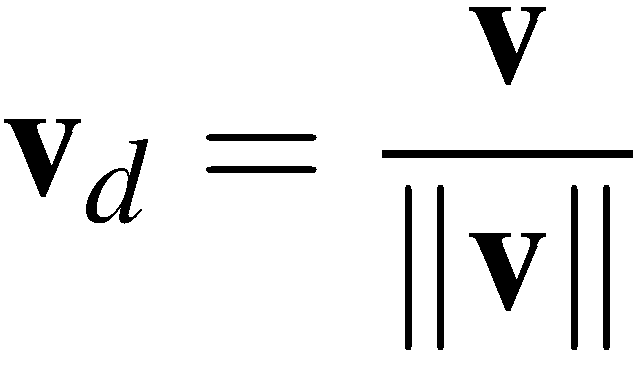 𝐯_d = 𝐯 / ‖𝐯‖